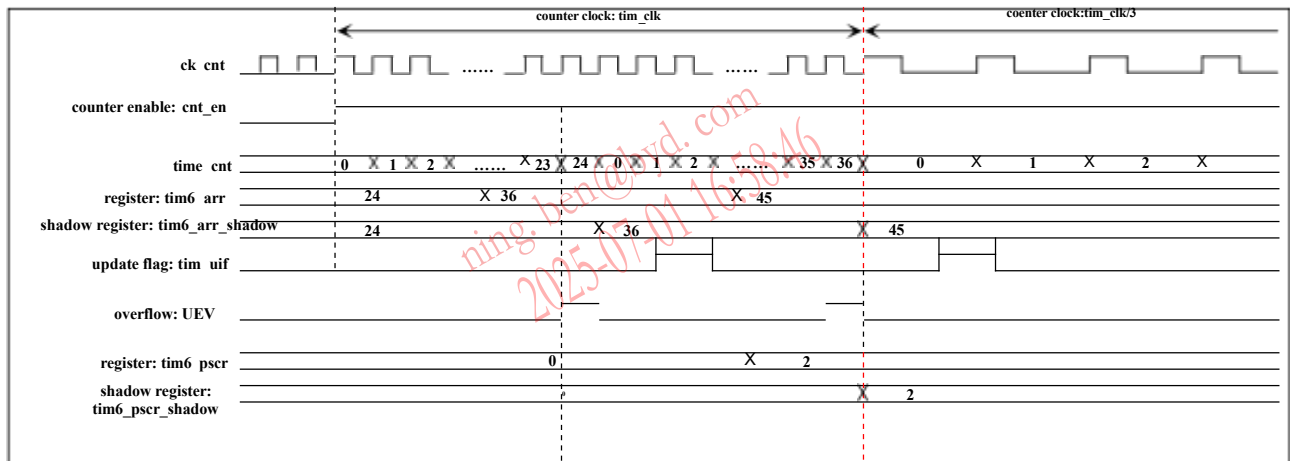 counter clock: tim_clk
coenter clock:tim_clk/3
ck cnt
...... ......
counter enable: cnt_en
time cnt 0 X 1 X 2 X ...... X 23 X 24 X 0 X 1 X 2 X ...... X 35 X 36 X 0 X 1 X 2 X
register: tim6 arr 24 X 36 X 45
shadow register: tim6_arr_shadow 24 X 36 X 45
update flag: tim uif
overflow: UEV
register: tim6 pscr 0 X 2
shadow register: X 2
tim6_pscr_shadow
ning.ben@byd.com
2025-07-01 16:58:46